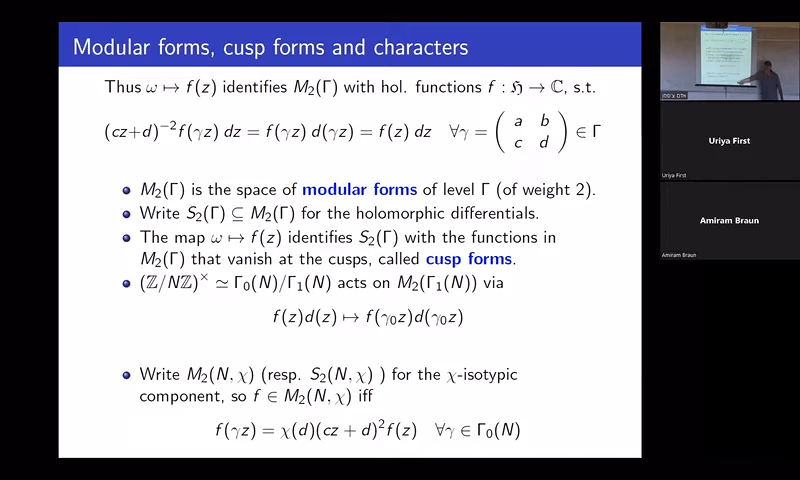 Modular forms, cusp forms and characters
Thus ω ↦ f(z) identifies M₂(Γ) with hol. functions f : ℌ → ℂ, s.t.
(cz+d)⁻²f(γz) dz = f(γz) d(γz) = f(z) dz ∀γ = ( a b ; c d ) ∈ Γ
M₂(Γ) is the space of modular forms of level Γ (of weight 2).
Write S₂(Γ) ⊆ M₂(Γ) for the holomorphic differentials.
The map ω ↦ f(z) identifies S₂(Γ) with the functions in
M₂(Γ) that vanish at the cusps, called cusp forms.
(ℤ/Nℤ)× ≃ Γ₀(N)/Γ₁(N) acts on M₂(Γ₁(N)) via
f(z)d(z) ↦ f(γ₀z)d(γ₀z)
Write M₂(N, χ) (resp. S₂(N, χ) ) for the χ-isotypic
component, so f ∈ M₂(N, χ) iff
f(γz) = χ(d)(cz + d)²f(z) ∀γ ∈ Γ₀(N)
Uriya First
Uriya First
Amiram Braun
Amiram Braun